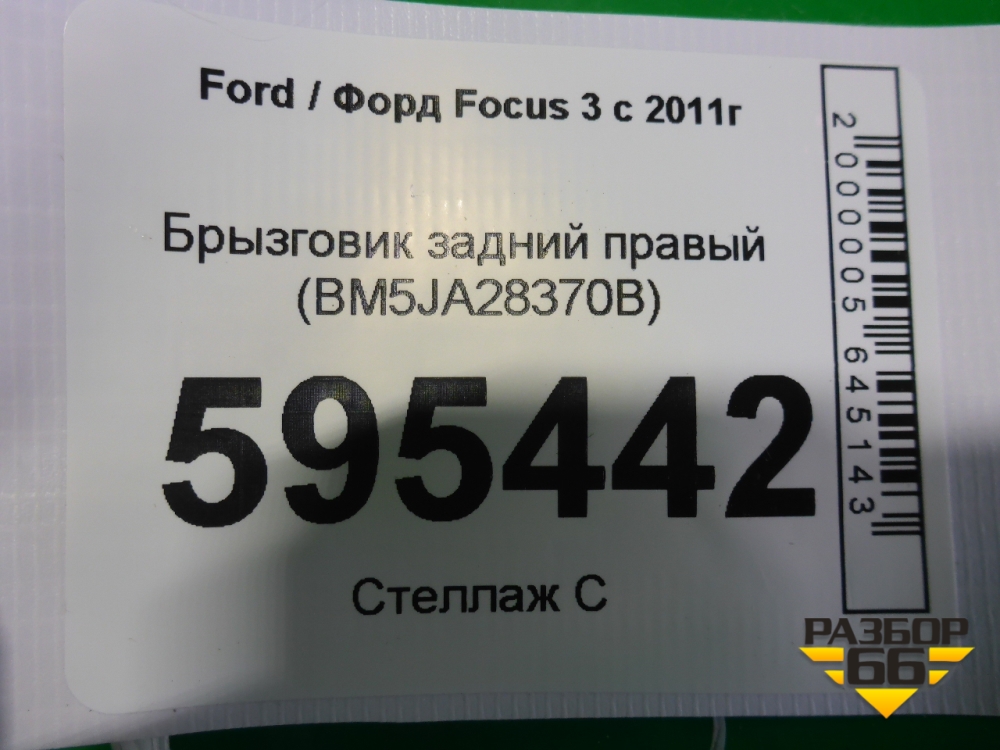 Ford / Форд Focus 3 с 2011г
Брызговик задний правый
(BM5JA28370B)
595442
Стеллаж С
2000005645143
РАЗБОР
66